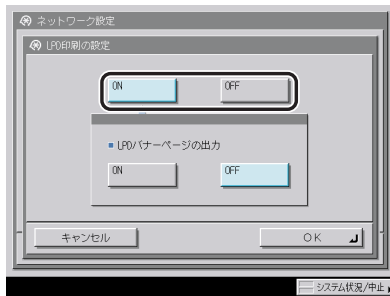 ネットワーク設定
LPD印刷の設定
ON OFF
■ LPDバナーページの出力
ON OFF
キャンセル OK
システム状況/中止